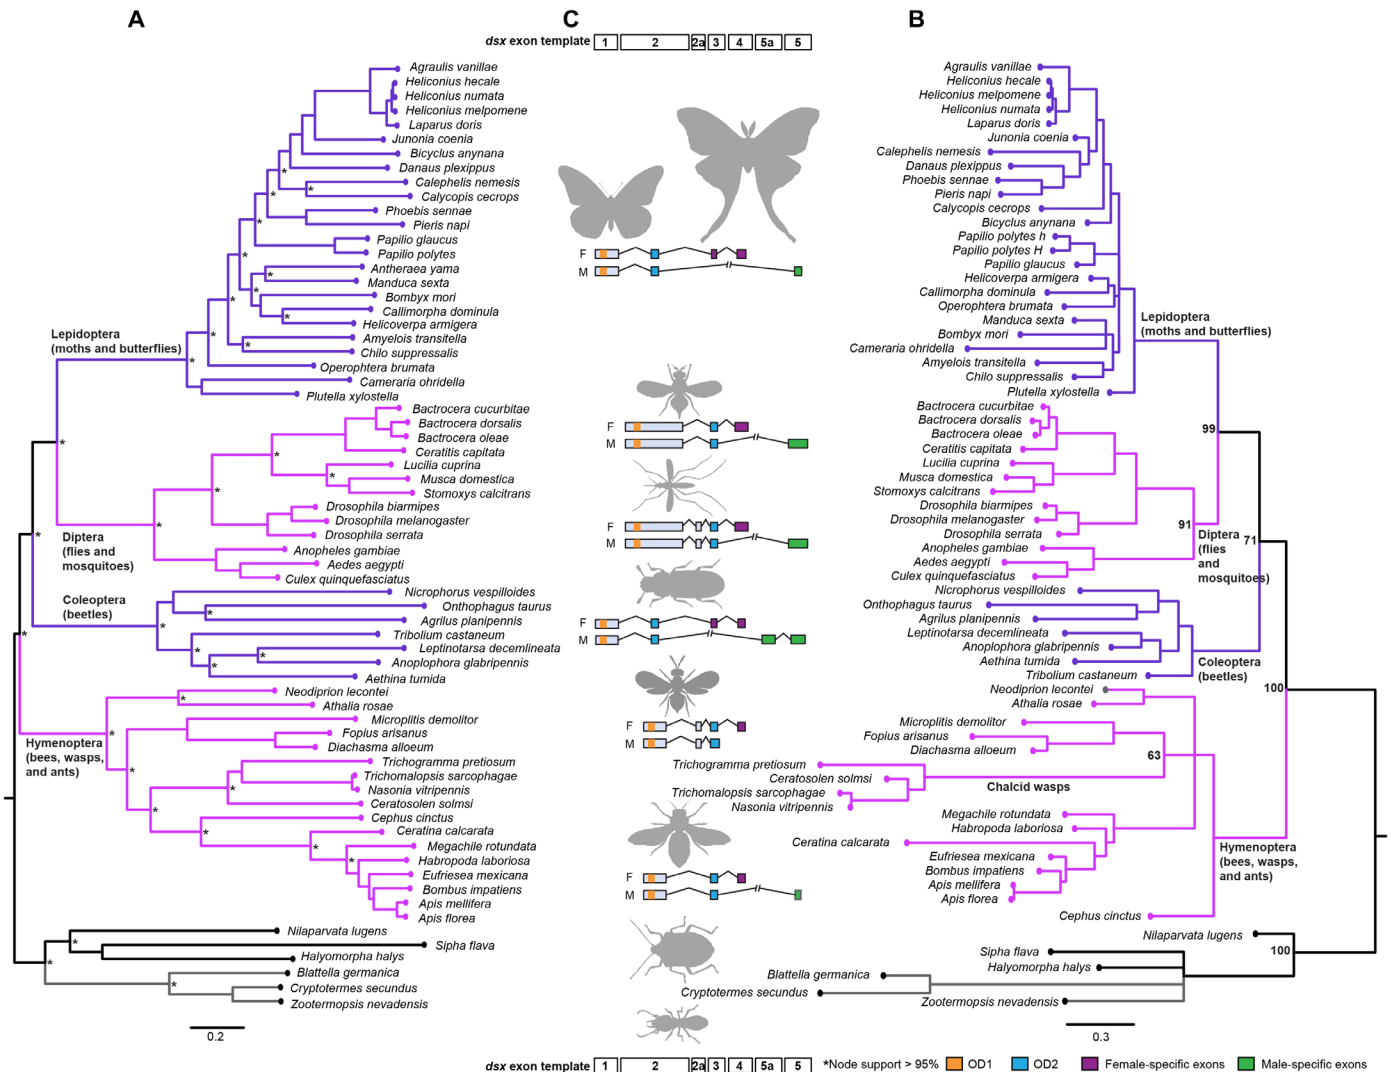 A
C
B
dsx exon template
1
2
2a
3
4
5a
5
Agraulis vanillae
Heliconius hecale
Heliconius numata
Heliconius melpomene
Laparus doris
Junonia coenia
Bicyclus anynana
Danaus plexippus
Calephelis nemesis
Calycopis cecrops
Phoebis sennae
Pieris napi
Papilio glaucus
Papilio polytes
Antheraea yama
Manduca sexta
Bombyx mori
Callimorpha dominula
Helicoverpa armigera
Amyelois transitella
Chilo suppressalis
Operophtera brumata
Cameraria ohridella
Plutella xylostella
Lepidoptera
(moths and butterflies)
Bactrocera cucurbitae
Bactrocera dorsalis
Bactrocera oleae
Ceratitis capitata
Lucilia cuprina
Musca domestica
Stomoxys calcitrans
Drosophila biarmipes
Drosophila melanogaster
Drosophila serrata
Anopheles gambiae
Aedes aegypti
Culex quinquefasciatus
Diptera
(flies and
mosquitoes)
Nicrophorus vespilloides
Onthophagus taurus
Agrilus planipennis
Tribolium castaneum
Leptinotarsa decemlineata
Anoplophora glabripennis
Aethina tumida
Coleoptera
(beetles)
Neodiprion lecontei
Athalia rosae
Microplitis demolitor
Fopius arisanus
Diachasma alloeum
Trichogramma pretiosum
Trichomalopsis sarcophagae
Nasonia vitripennis
Ceratosolen solmsi
Cephus cinctus
Ceratina calcarata
Megachile rotundata
Habropoda laboriosa
Eufriesea mexicana
Bombus impatiens
Apis mellifera
Apis florea
Hymenoptera
(bees, wasps,
and ants)
Nilaparvata lugens
Sipha flava
Halyomorpha halys
Blattella germanica
Cryptotermes secundus
Zootermopsis nevadensis
0.2
F
M
F
M
F
M
F
M
F
M
F
M
dsx exon template
1
2
2a
3
4
5a
5
Agraulis vanillae
Heliconius hecale
Heliconius melpomene
Heliconius numata
Laparus doris
Junonia coenia
Calephelis nemesis
Danaus plexippus
Phoebis sennae
Pieris napi
Calycopis cecrops
Bicyclus anynana
Papilio polytes h
Papilio polytes H
Papilio glaucus
Helicoverpa armigera
Callimorpha dominula
Operophtera brumata
Manduca sexta
Bombyx mori
Cameraria ohridella
Amyelois transitella
Chilo suppressalis
Plutella xylostella
Lepidoptera
(moths and butterflies)
Bactrocera cucurbitae
Bactrocera dorsalis
Bactrocera oleae
Ceratitis capitata
Lucilia cuprina
Musca domestica
Stomoxys calcitrans
Drosophila biarmipes
Drosophila melanogaster
Drosophila serrata
Anopheles gambiae
Aedes aegypti
Culex quinquefasciatus
99
91
71
Diptera
(flies
and
mosquitoes)
Nicrophorus vespilloides
Onthophagus taurus
Agrilus planipennis
Leptinotarsa decemlineata
Anoplophora glabripennis
Aethina tumida
Tribolium castaneum
Coleoptera
(beetles)
100
Neodiprion lecontei
Athalia rosae
Microplitis demolitor
Fopius arisanus
Diachasma alloeum
63
Trichogramma pretiosum
Ceratosolen solmsi
Trichomalopsis sarcophagae
Nasonia vitripennis
Chalcid wasps
Megachile rotundata
Habropoda laboriosa
Ceratina calcarata
Eufriesea mexicana
Bombus impatiens
Apis mellifera
Apis florea
Cephus cinctus
Hymenoptera
(bees, wasps,
and ants)
Nilaparvata lugens
Sipha flava
Halyomorpha halys
100
Blattella germanica
Cryptotermes secundus
Zootermopsis nevadensis
0.3
*Node support > 95%
OD1
OD2
Female-specific exons
Male-specific exons